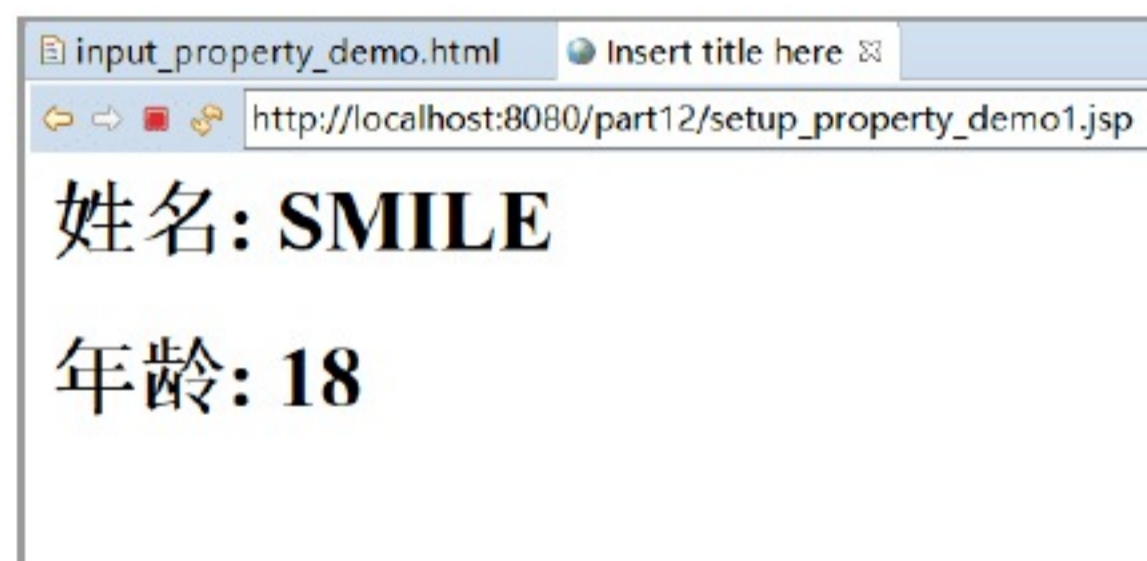 input_property_demo.html Insert title here
http://localhost:8080/part12/setup_property_demo1.jsp
姓名: SMILE
年龄: 18